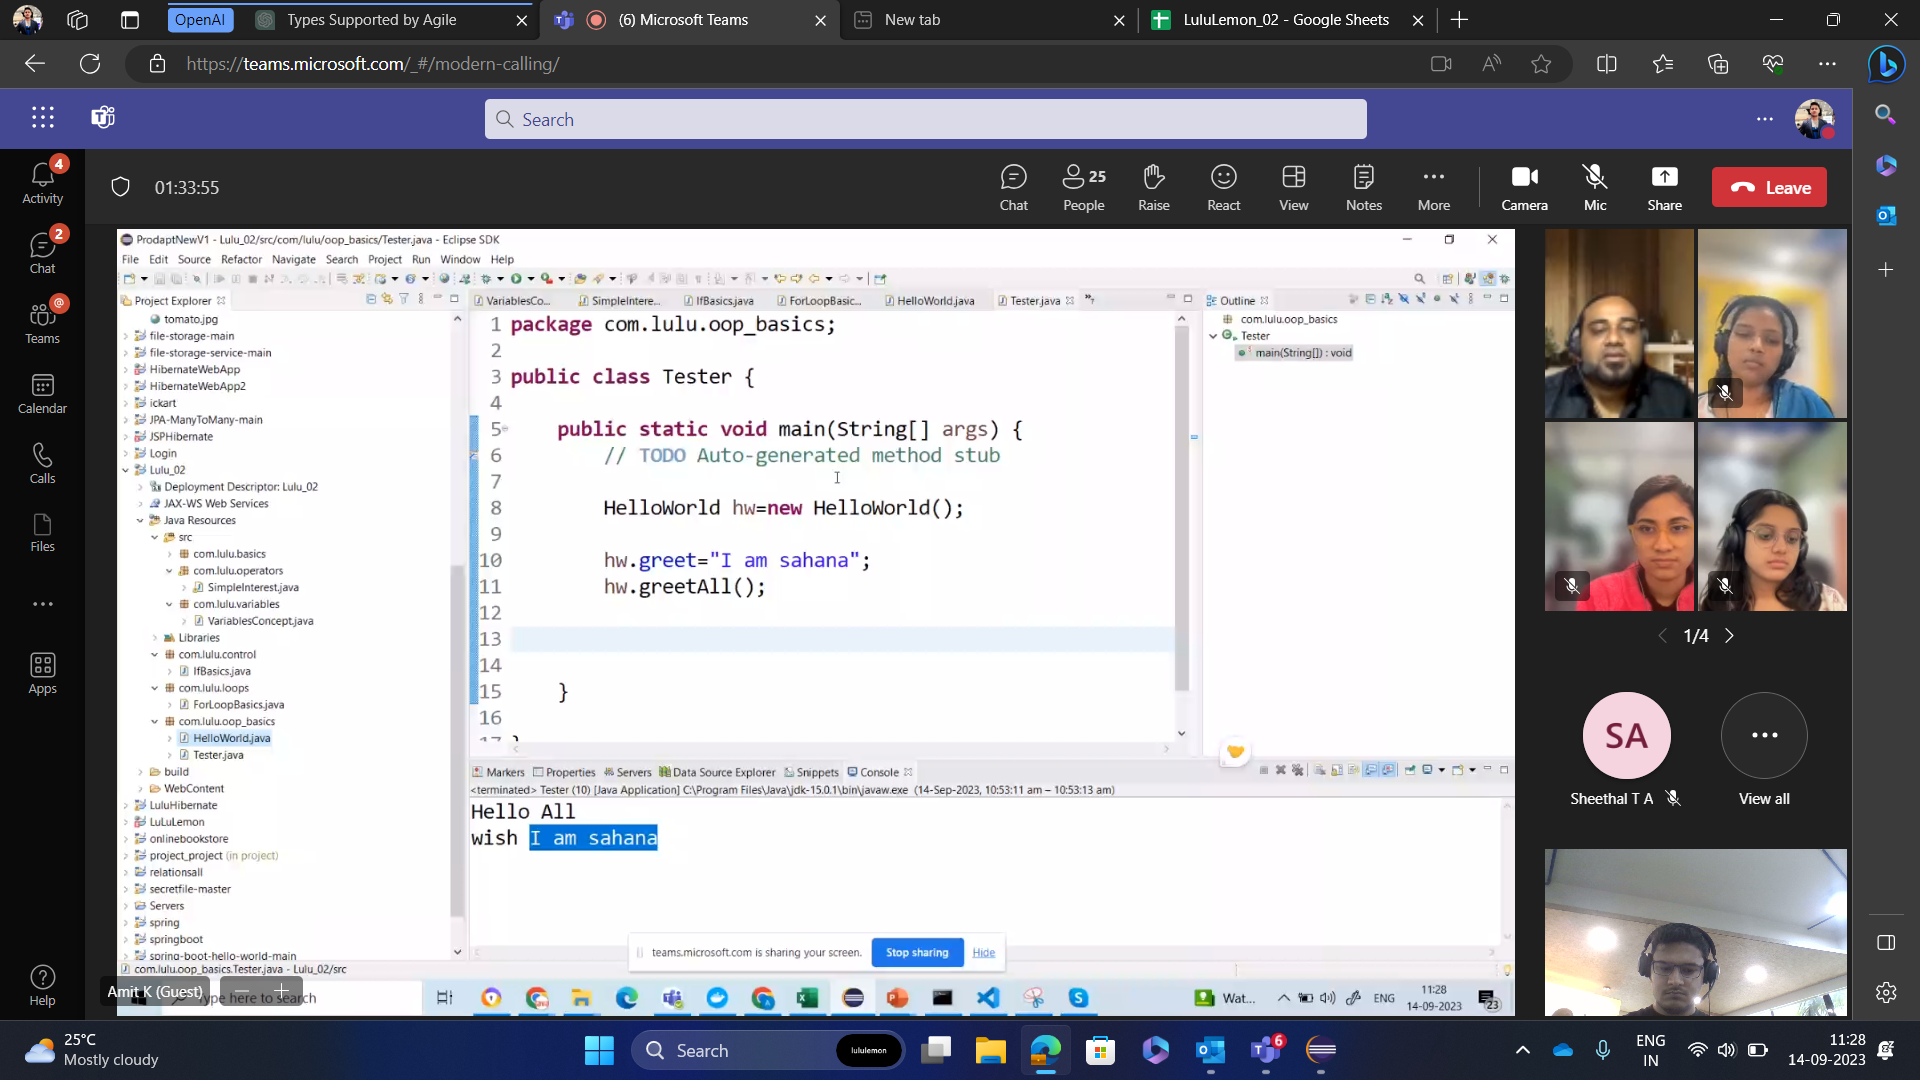 OpenAI
Types Supported by Agile
(6) Microsoft Teams
New tab
LuluLemon_02 - Google Sheets
https://teams.microsoft.com/_#/modern-calling/
Search
Activity
4
Chat
2
Teams
@
Calendar
Calls
Files
Apps
Help
01:33:55
Chat
People
25
Raise
React
View
Notes
More
Camera
Mic
Share
Leave
ProdaptNewV1 - Lulu_02/src/com/lulu/oop_basics/Tester.java - Eclipse SDK
File Edit Source Refactor Navigate Search Project Run Window Help
Project Explorer
tomato.jpg
file-storage-main
file-storage-service-main
HibernateWebApp
HibernateWebApp2
ickart
JPA-ManyToMany-main
JSPHibernate
Login
Lulu_02
Deployment Descriptor: Lulu_02
JAX-WS Web Services
Java Resources
src
com.lulu.basics
com.lulu.operators
SimpleInterest.java
com.lulu.variables
VariablesConcept.java
Libraries
com.lulu.control
IfBasics.java
com.lulu.loops
ForLoopBasics.java
com.lulu.oop_basics
HelloWorld.java
Tester.java
build
WebContent
LuluHibernate
LuLuLemon
onlinebookstore
project_project (in project)
relationsall
secretfile-master
Servers
spring
springboot
spring-boot-hello-world-main
com.lulu.oop_basics.Tester.java - Lulu_02/src
VariablesCo... SimpleIntere... IfBasics.java ForLoopBasic... HelloWorld.java Tester.java
1 package com.lulu.oop_basics;
2
3 public class Tester {
4
5 public static void main(String[] args) {
6 // TODO Auto-generated method stub
7
8 HelloWorld hw=new HelloWorld();
9
10 hw.greet="I am sahana";
11 hw.greetAll();
12
13
14
15 }
16
17 }
Outline
com.lulu.oop_basics
Tester
main(String[]) : void
Markers Properties Servers Data Source Explorer Snippets Console
<terminated> Tester (10) [Java Application] C:\Program Files\Java\jdk-15.0.1\bin\javaw.exe (14-Sep-2023, 10:53:11 am – 10:53:13 am)
Hello All
wish I am sahana
teams.microsoft.com is sharing your screen. Stop sharing Hide
Amit K (Guest)
ype here to search
Wat...
ENG
11:28
14-09-2023
23
1/4
SA
Sheethal T A
View all
25°C
Mostly cloudy
Search
lululemon
6
ENG
IN
11:28
14-09-2023